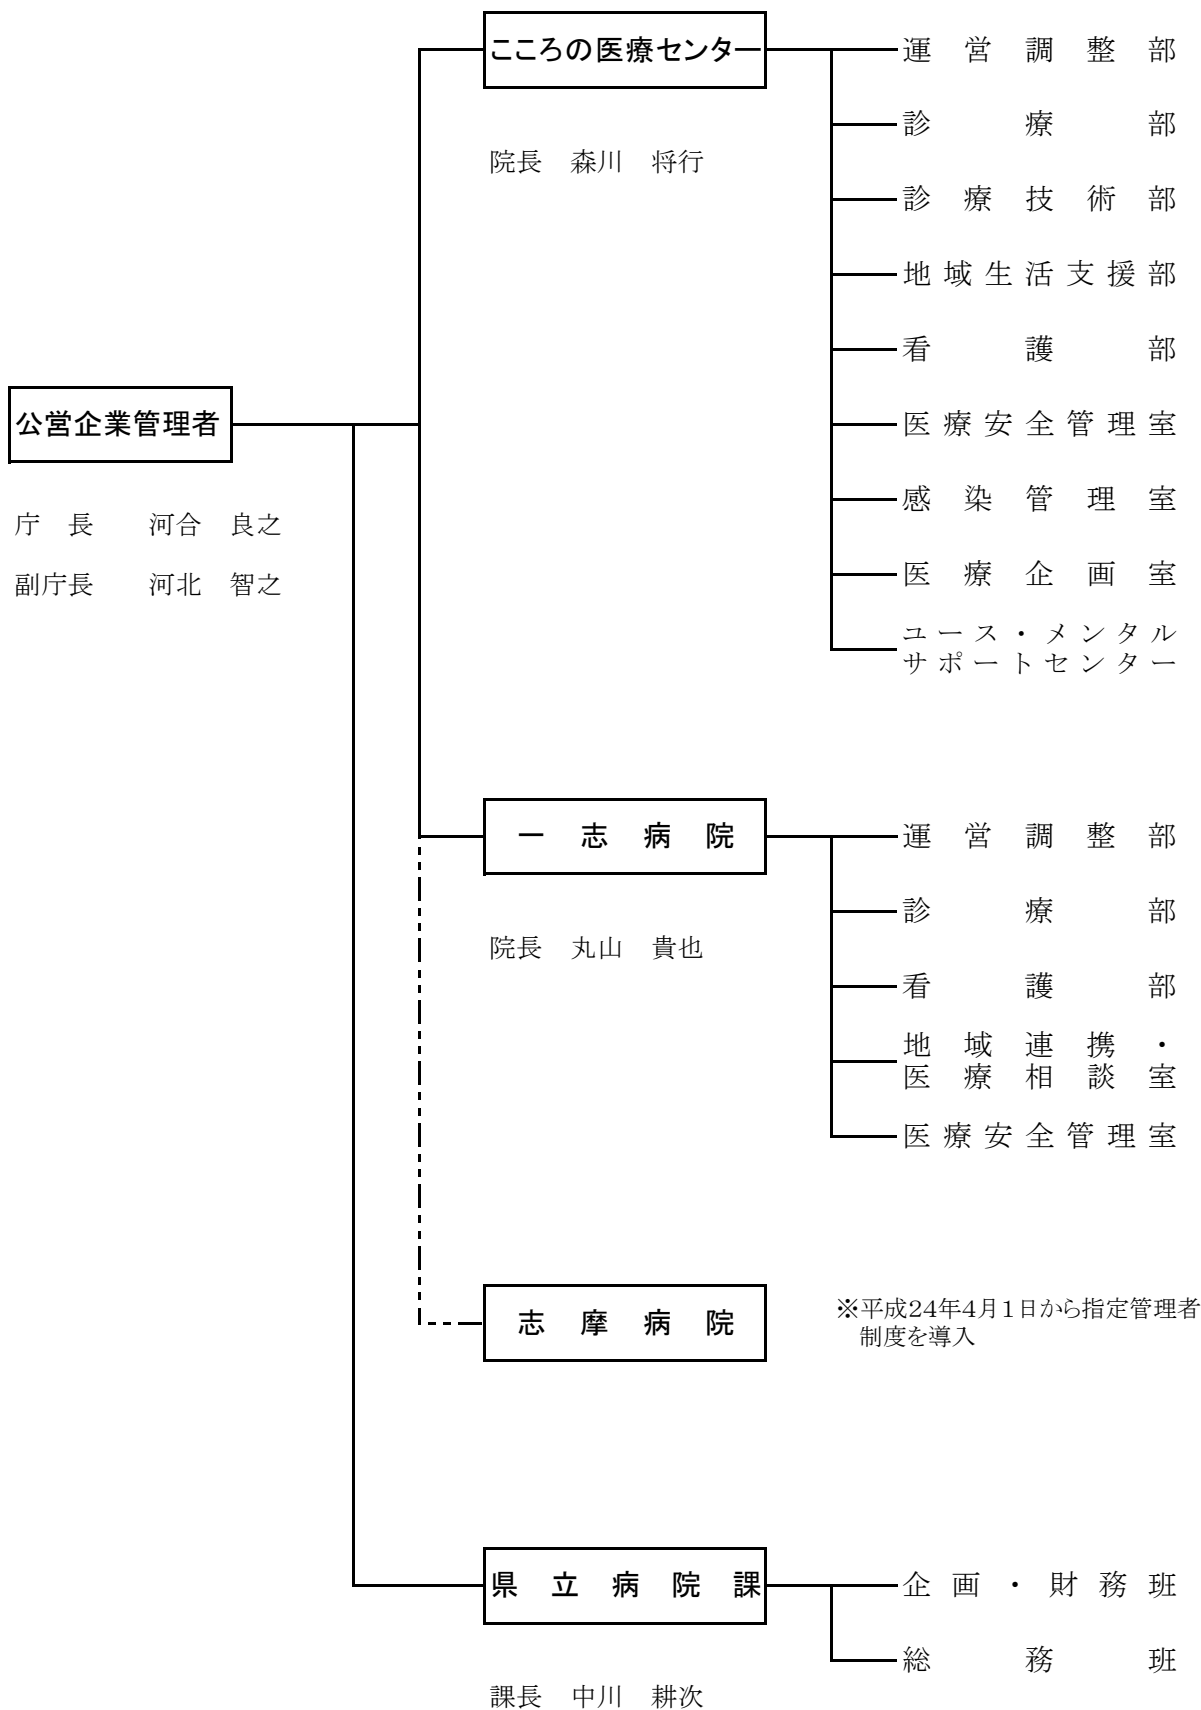 公営企業管理者
庁　長　　河合　良之
副庁長　　河北　智之
こころの医療センター
院長　森川　将行
運営調整部
診療部
診療技術部
地域生活支援部
看護部
医療安全管理室
感染管理室
医療企画室
ユース・メンタル
サポートセンター
一志病院
院長　丸山　貴也
運営調整部
診療部
看護部
地域連携・
医療相談室
医療安全管理室
志摩病院
※平成24年4月1日から指定管理者
制度を導入
県立病院課
課長　中川　耕次
企画・財務班
総務班